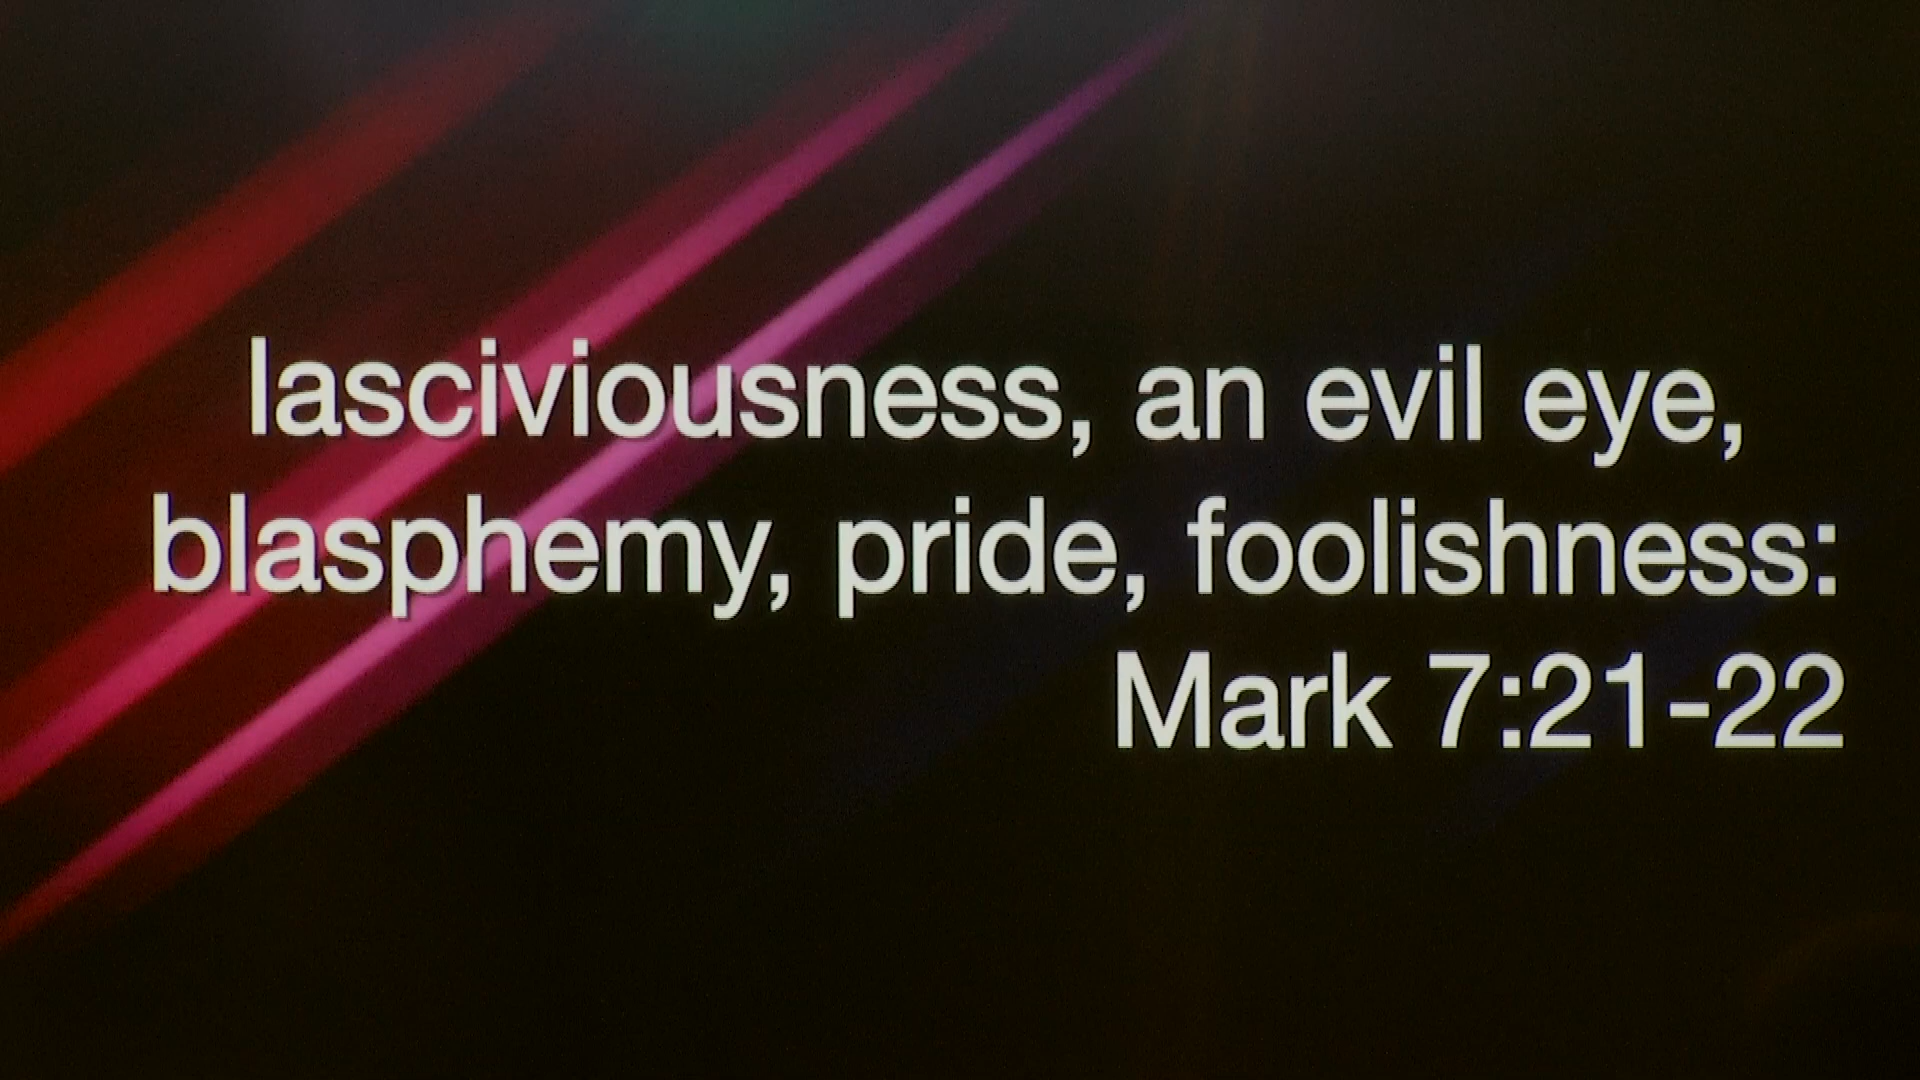 lasciviousness, an evil eye,
blasphemy, pride, foolishness:
Mark 7:21-22